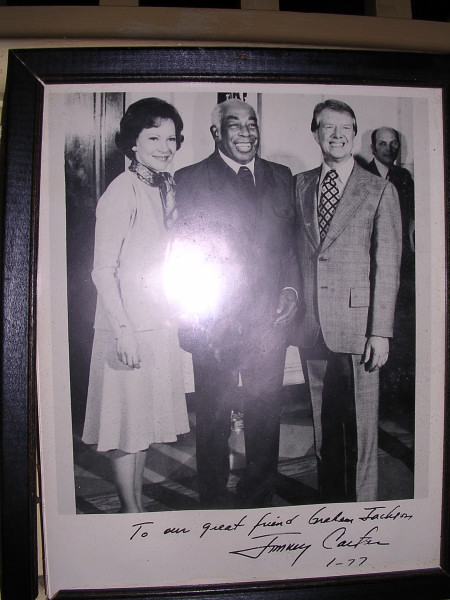 To our great friend Graham Jackson
Jimmy Carter
1-77